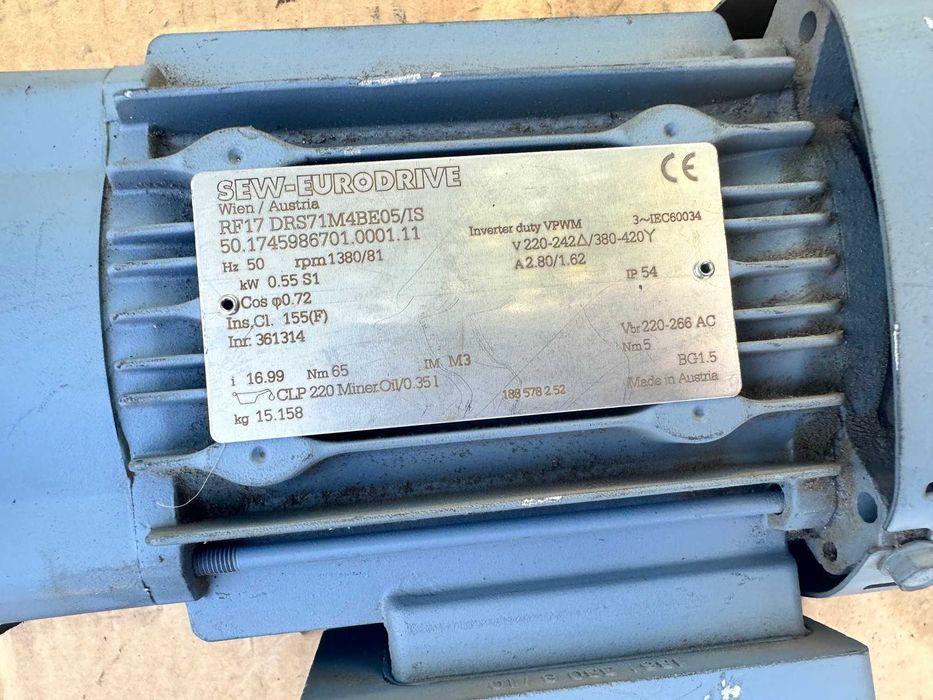 SEW-EURODRIVE
Wien / Austria
RF17 DRS71M4BE05/IS
50.1745986701.0001.11
Inverter duty VPWM 3~IEC60034
Hz 50 rpm 1380/81 V 220-242Δ/380-420Y
kW 0.55 S1 A 2.80/1.62 IP 54
Cos φ0.72
Ins,Cl. 155(F)
Inr. 361314 Vbr 220-266 AC
Nm 5
i 16.99 Nm 65 IM M3 BG1.5
CLP 220 Miner.Oil/0.35 l 188 578 2.52 Made in Austria
kg 15.158
CE